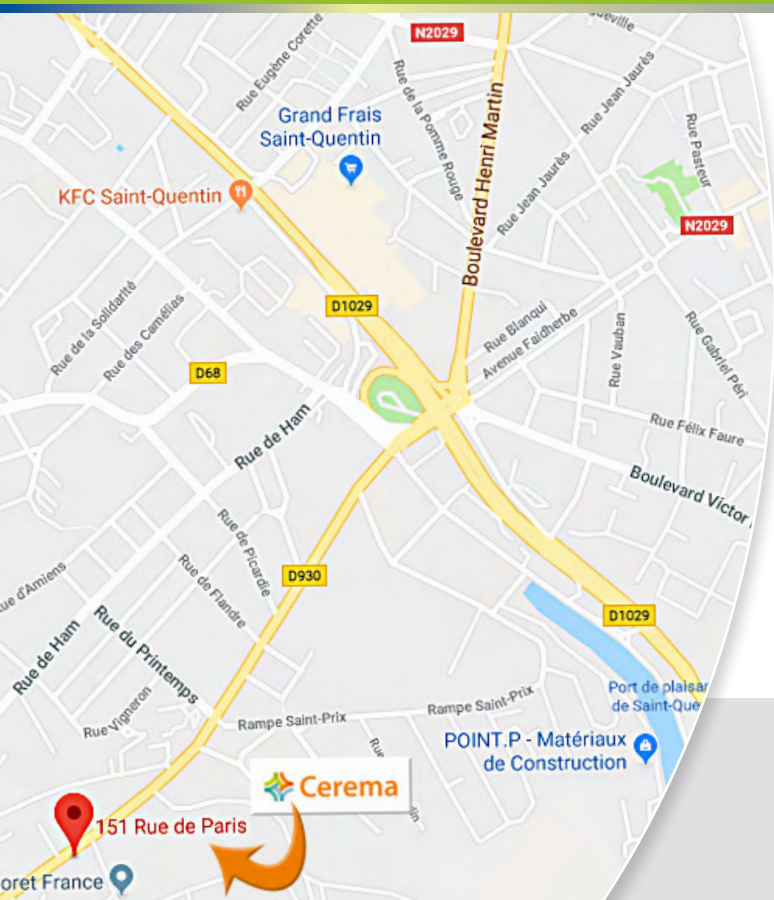 N2029
Rue Eugène Corette
Rue de la Pomme Rouge
Boulevard Henri Martin
Rue Jean Jaurès
Rue Jean Jaurès
Rue Pasteur
Grand Frais
Saint-Quentin
KFC Saint-Quentin
N2029
D1029
Rue de la Solidarité
Rue des Camélias
Rue Blanqui
Avenue Faidherbe
Rue Vauban
Rue Gabriel Péri
D68
Rue de Ham
Rue Félix Faure
Boulevard Victor
Rue de Picardie
D930
Rue de Flandre
ue d'Amiens
Rue du Printemps
Rue de Ham
D1029
Port de plaisar
de Saint-Que
Rue Vigneron
Rampe Saint-Prix
Rampe Saint-Prix
POINT.P - Matériaux
de Construction
Rue
Cerema
151 Rue de Paris
oret France